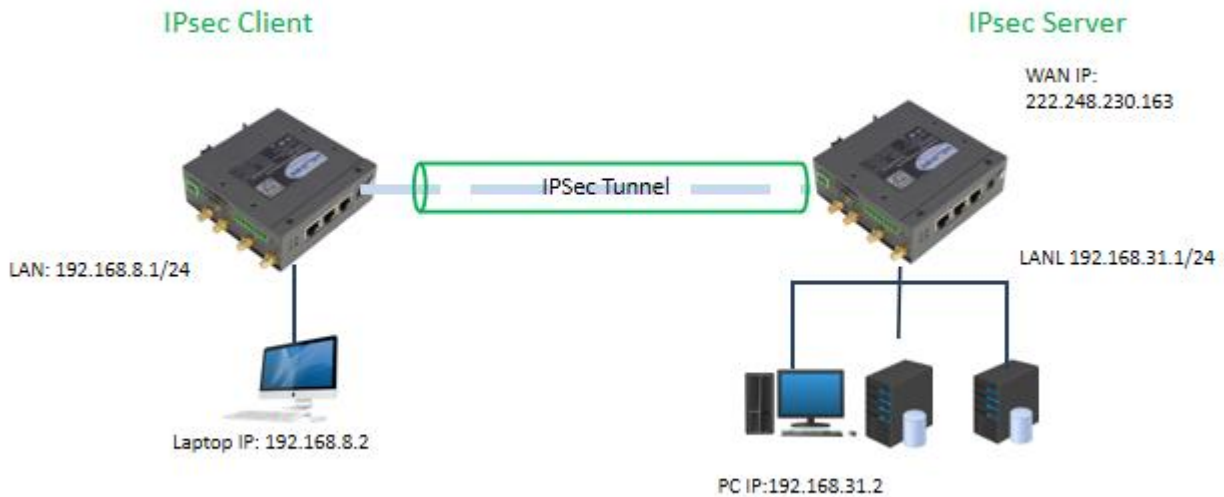 IPsec Client
IPsec Server
WAN IP:
222.248.230.163
IPSec Tunnel
LAN: 192.168.8.1/24
LANL 192.168.31.1/24
Laptop IP: 192.168.8.2
PC IP:192.168.31.2